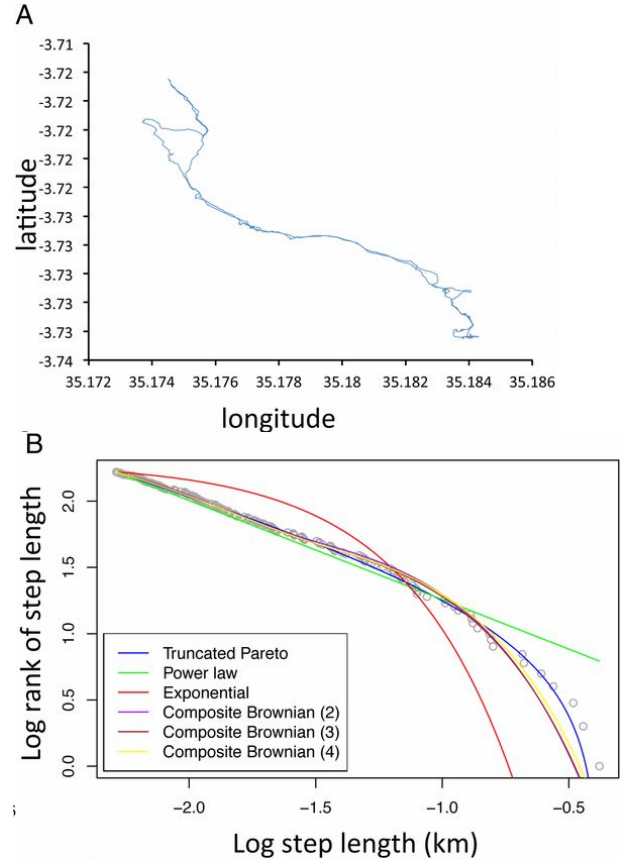 A
-3.71
-3.72
-3.72
-3.72
-3.72
-3.72
-3.73
-3.73
-3.73
-3.73
-3.73
-3.74
latitude
35.172 35.174 35.176 35.178 35.18 35.182 35.184 35.186
longitude
B
2.0
1.5
1.0
0.5
0.0
Log rank of step length
Truncated Pareto
Power law
Exponential
Composite Brownian (2)
Composite Brownian (3)
Composite Brownian (4)
−2.0 −1.5 −1.0 −0.5
Log step length (km)